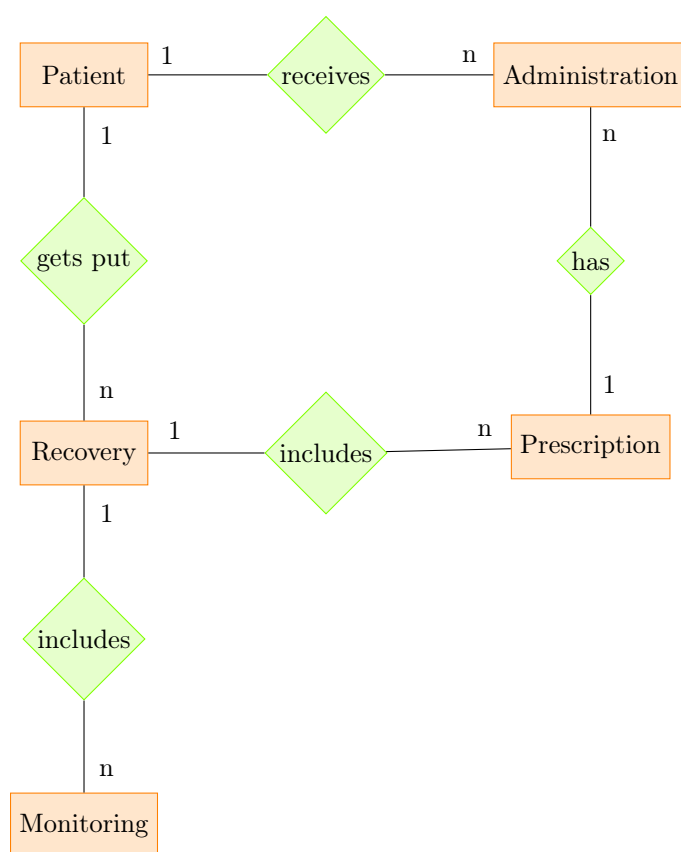 1
n
Patient
receives
Administration
1
n
gets put
has
n
1
1
n
Recovery
includes
Prescription
1
includes
n
Monitoring